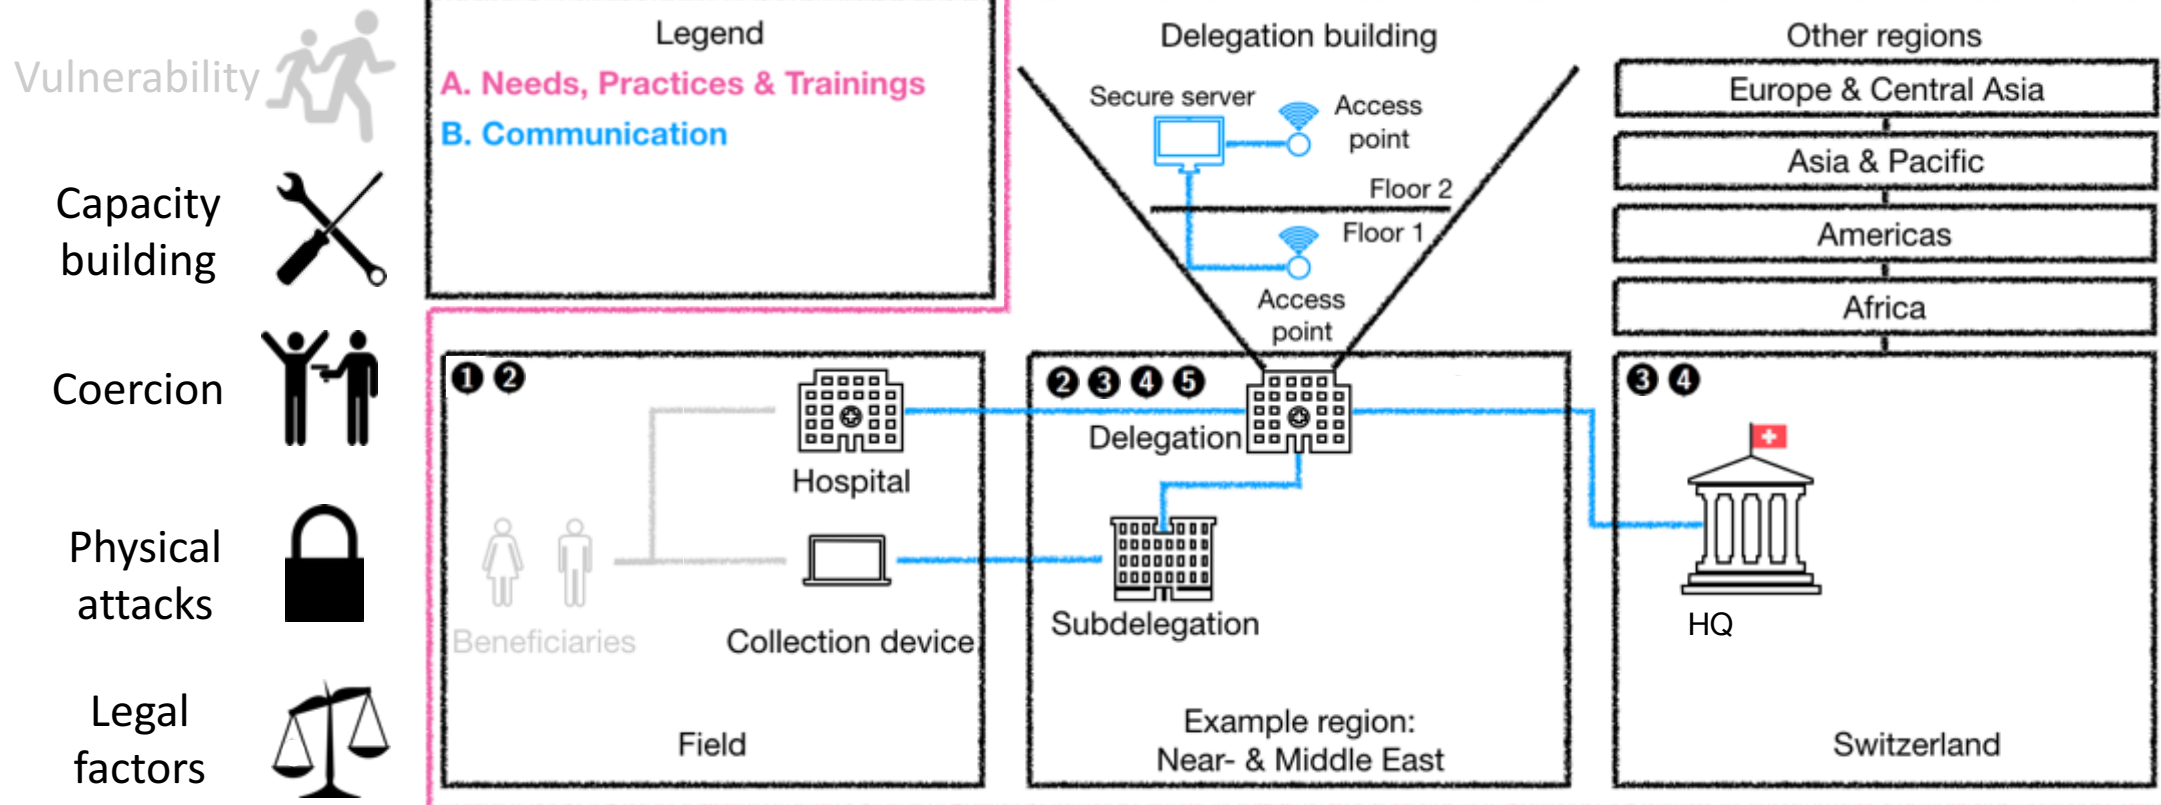 Vulnerability
Capacity
building
Coercion
Physical
attacks
Legal
factors
Legend
A. Needs, Practices & Trainings
B. Communication
Delegation building
Secure server
Access
point
Floor 2
Floor 1
Access
point
Other regions
Europe & Central Asia
Asia & Pacific
Americas
Africa
❶ ❷
Hospital
Beneficiaries
Collection device
Field
❷ ❸ ❹ ❺
Delegation
Subdelegation
Example region:
Near- & Middle East
❸ ❹
HQ
Switzerland